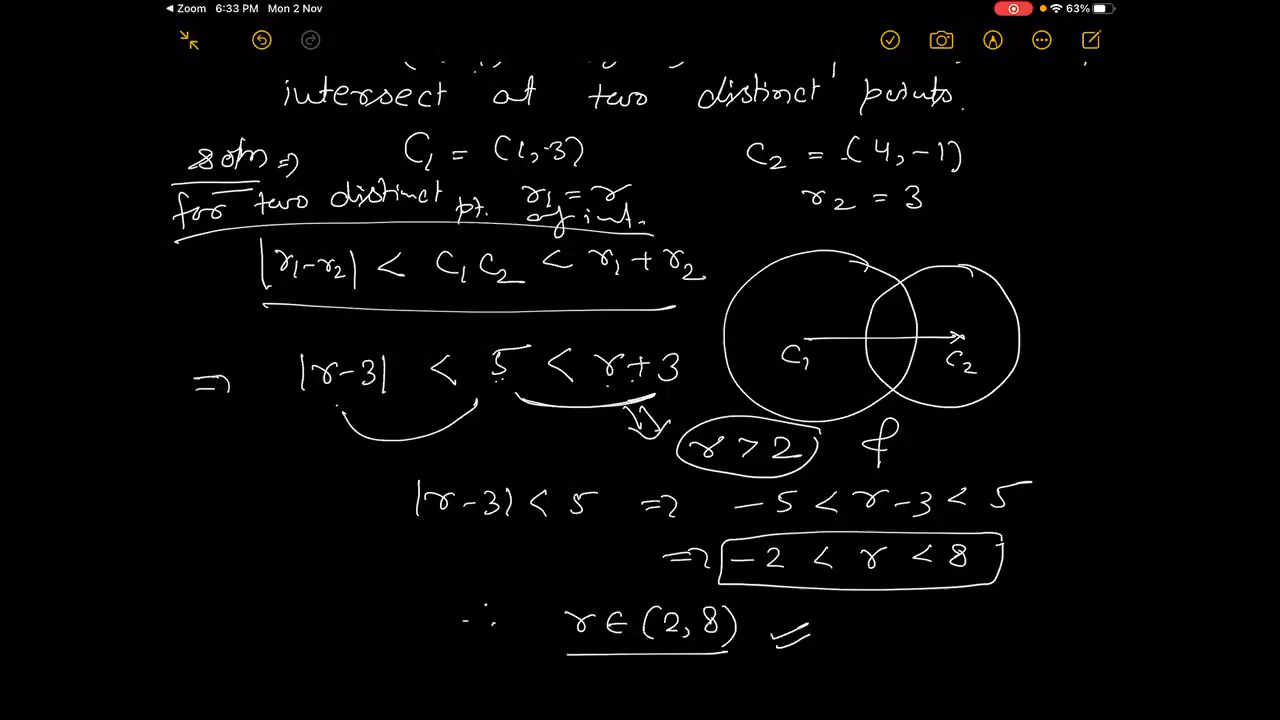 ◀ Zoom 6:33 PM Mon 2 Nov 63%
intersect at two distinct points.
Soln ⇒ C₁ = (1, -3) C₂ = (4, -1)
for two distinct pt. of int. r₁ = r r₂ = 3
|r₁-r₂| < C₁C₂ < r₁+r₂
⇒ |r-3| < 5 < r+3
C₁ C₂
⇓ r > 2 &
|r-3| < 5 ⇒ -5 < r-3 < 5
⇒ -2 < r < 8
∴ r ∈ (2, 8)